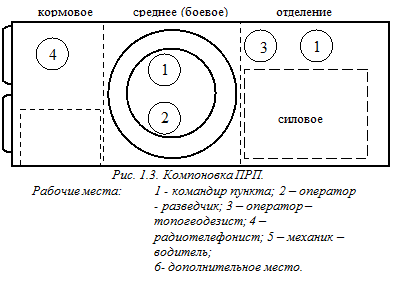 кормовое среднее (боевое) отделение
4 1 3 1
2 силовое
Рис. 1.3. Компоновка ПРП.
Рабочие места: 1 - командир пункта; 2 – оператор
- разведчик; 3 – оператор –
топогеодезист; 4 –
радиотелефонист; 5 – механик –
водитель;
6- дополнительное место.